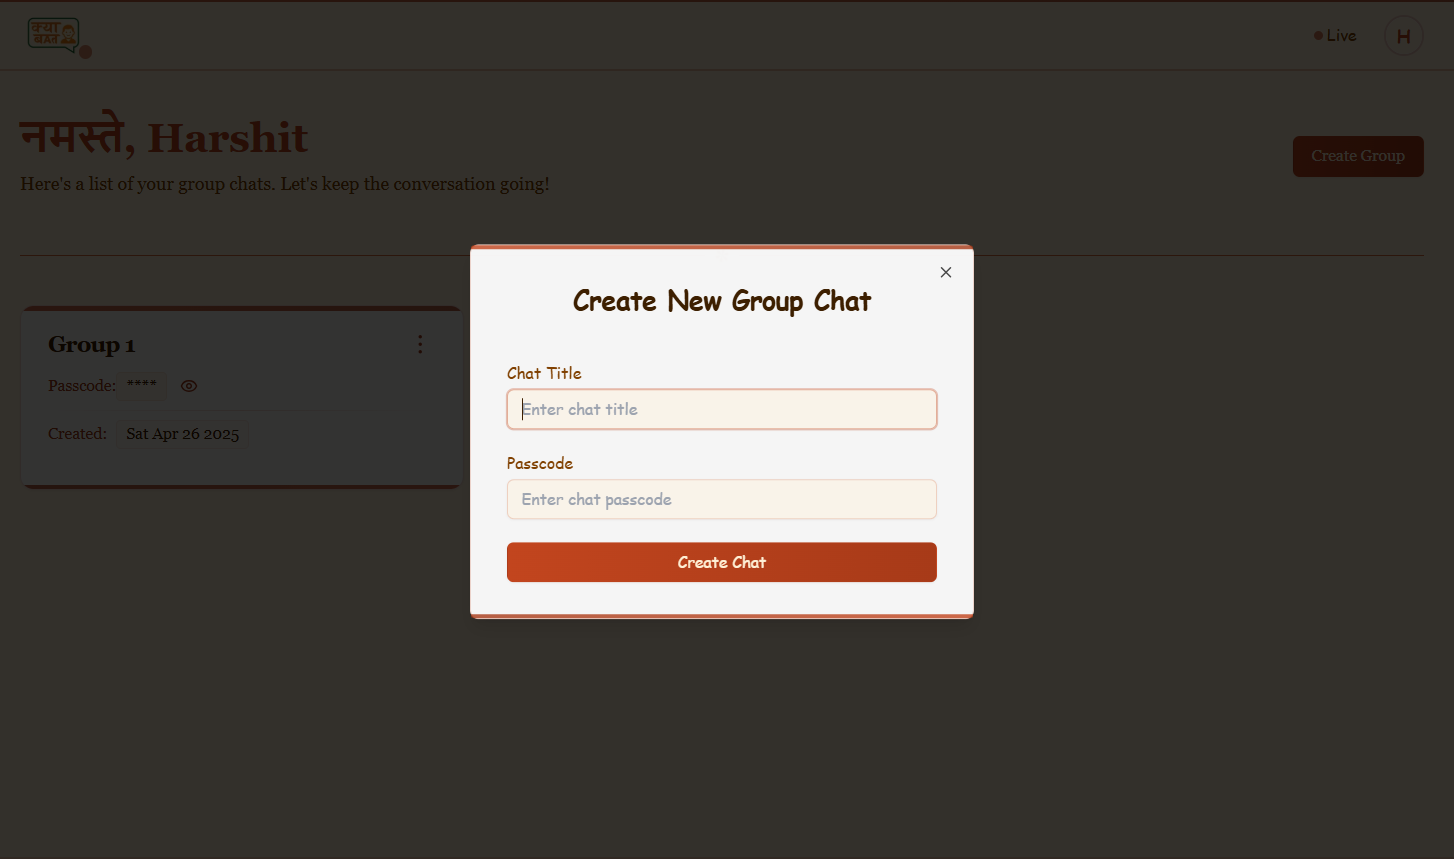 क्या
बात
Live
H
नमस्ते, Harshit
Here's a list of your group chats. Let's keep the conversation going!
Create Group
Group 1
Passcode: ****
Created: Sat Apr 26 2025
Create New Group Chat
Chat Title
Enter chat title
Passcode
Enter chat passcode
Create Chat